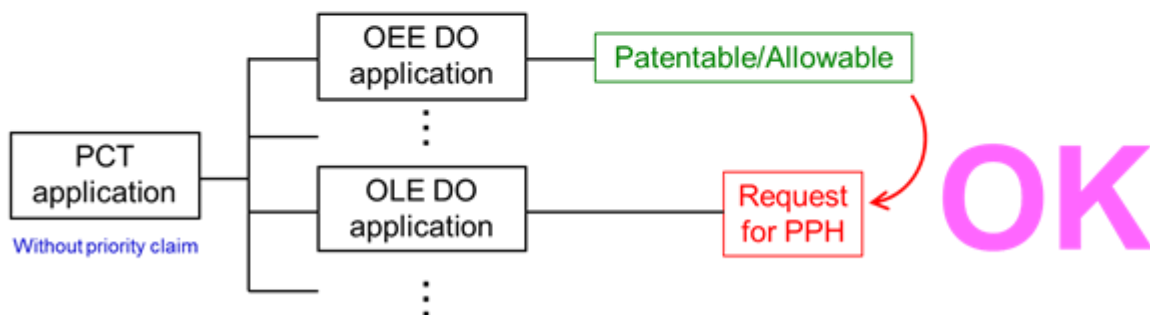 OEE DO
application
Patentable/Allowable
PCT
application
Without priority claim
OLE DO
application
Request
for PPH
OK